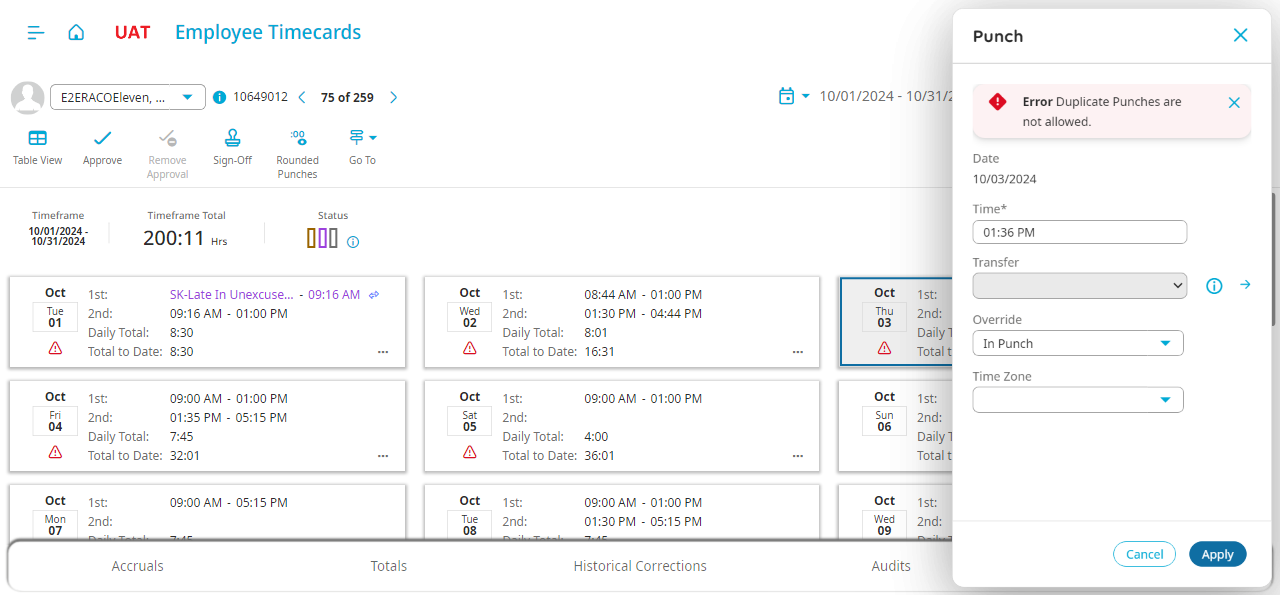 UAT Employee Timecards
E2ERACOEleven, ... 10649012 75 of 259 10/01/2024 - 10/31/2
Table View Approve Remove Approval Sign-Off :00 Rounded Punches Go To
Timeframe Timeframe Total Status
10/01/2024 - 10/31/2024 200:11 Hrs
Oct Tue 01
1st: SK-Late In Unexcuse... - 09:16 AM
2nd: 09:16 AM - 01:00 PM
Daily Total: 8:30
Total to Date: 8:30 ...
Oct Wed 02
1st: 08:44 AM - 01:00 PM
2nd: 01:30 PM - 04:44 PM
Daily Total: 8:01
Total to Date: 16:31 ...
Oct Thu 03
1st:
2nd:
Daily T
Total t
Oct Fri 04
1st: 09:00 AM - 01:00 PM
2nd: 01:35 PM - 05:15 PM
Daily Total: 7:45
Total to Date: 32:01 ...
Oct Sat 05
1st: 09:00 AM - 01:00 PM
2nd:
Daily Total: 4:00
Total to Date: 36:01 ...
Oct Sun 06
1st:
2nd:
Daily T
Total t
Oct Mon 07
1st: 09:00 AM - 05:15 PM
2nd:
Daily Total: 7:45
Oct Tue 08
1st: 09:00 AM - 01:00 PM
2nd: 01:30 PM - 05:15 PM
Daily Total: 7:45
Oct Wed 09
1st:
2nd:
Accruals Totals Historical Corrections Audits
Punch
Error Duplicate Punches are
not allowed.
Date
10/03/2024
Time*
01:36 PM
Transfer
Override
In Punch
Time Zone
Cancel Apply